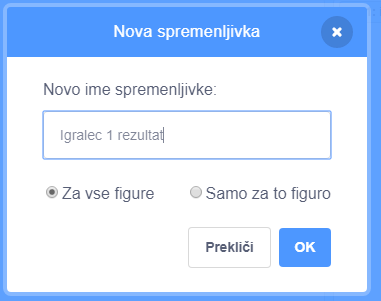 Nova spremenljivka
Novo ime spremenljivke:
Igralec 1 rezultat
Za vse figure
Samo za to figuro
Prekliči
OK